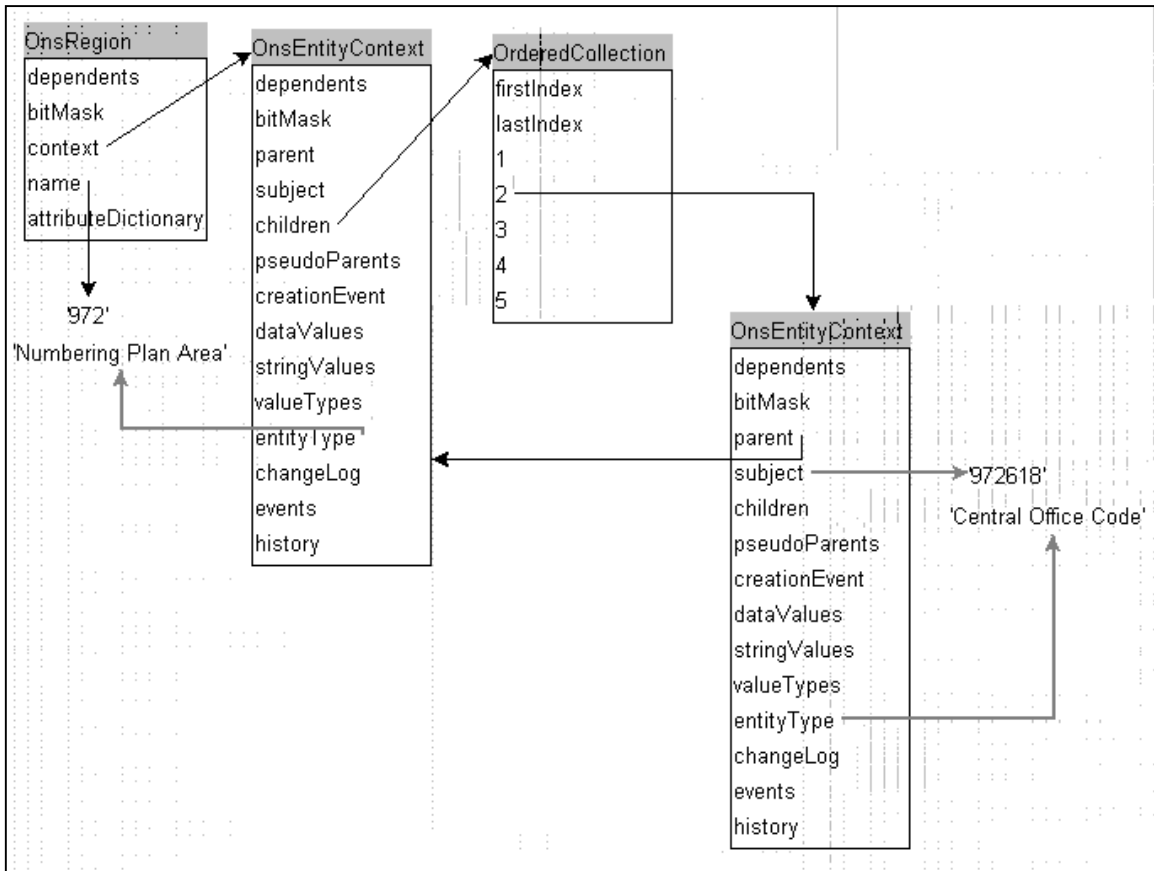 OnsRegion
dependents
bitMask
context
name
attributeDictionary
'972'
'Numbering Plan Area'
OnsEntityContext
dependents
bitMask
parent
subject
children
pseudoParents
creationEvent
dataValues
stringValues
valueTypes
entityType
changeLog
events
history
OrderedCollection
firstIndex
lastIndex
1
2
3
4
5
OnsEntityContext
dependents
bitMask
parent
subject
children
pseudoParents
creationEvent
dataValues
stringValues
valueTypes
entityType
changeLog
events
history
'972618'
'Central Office Code'